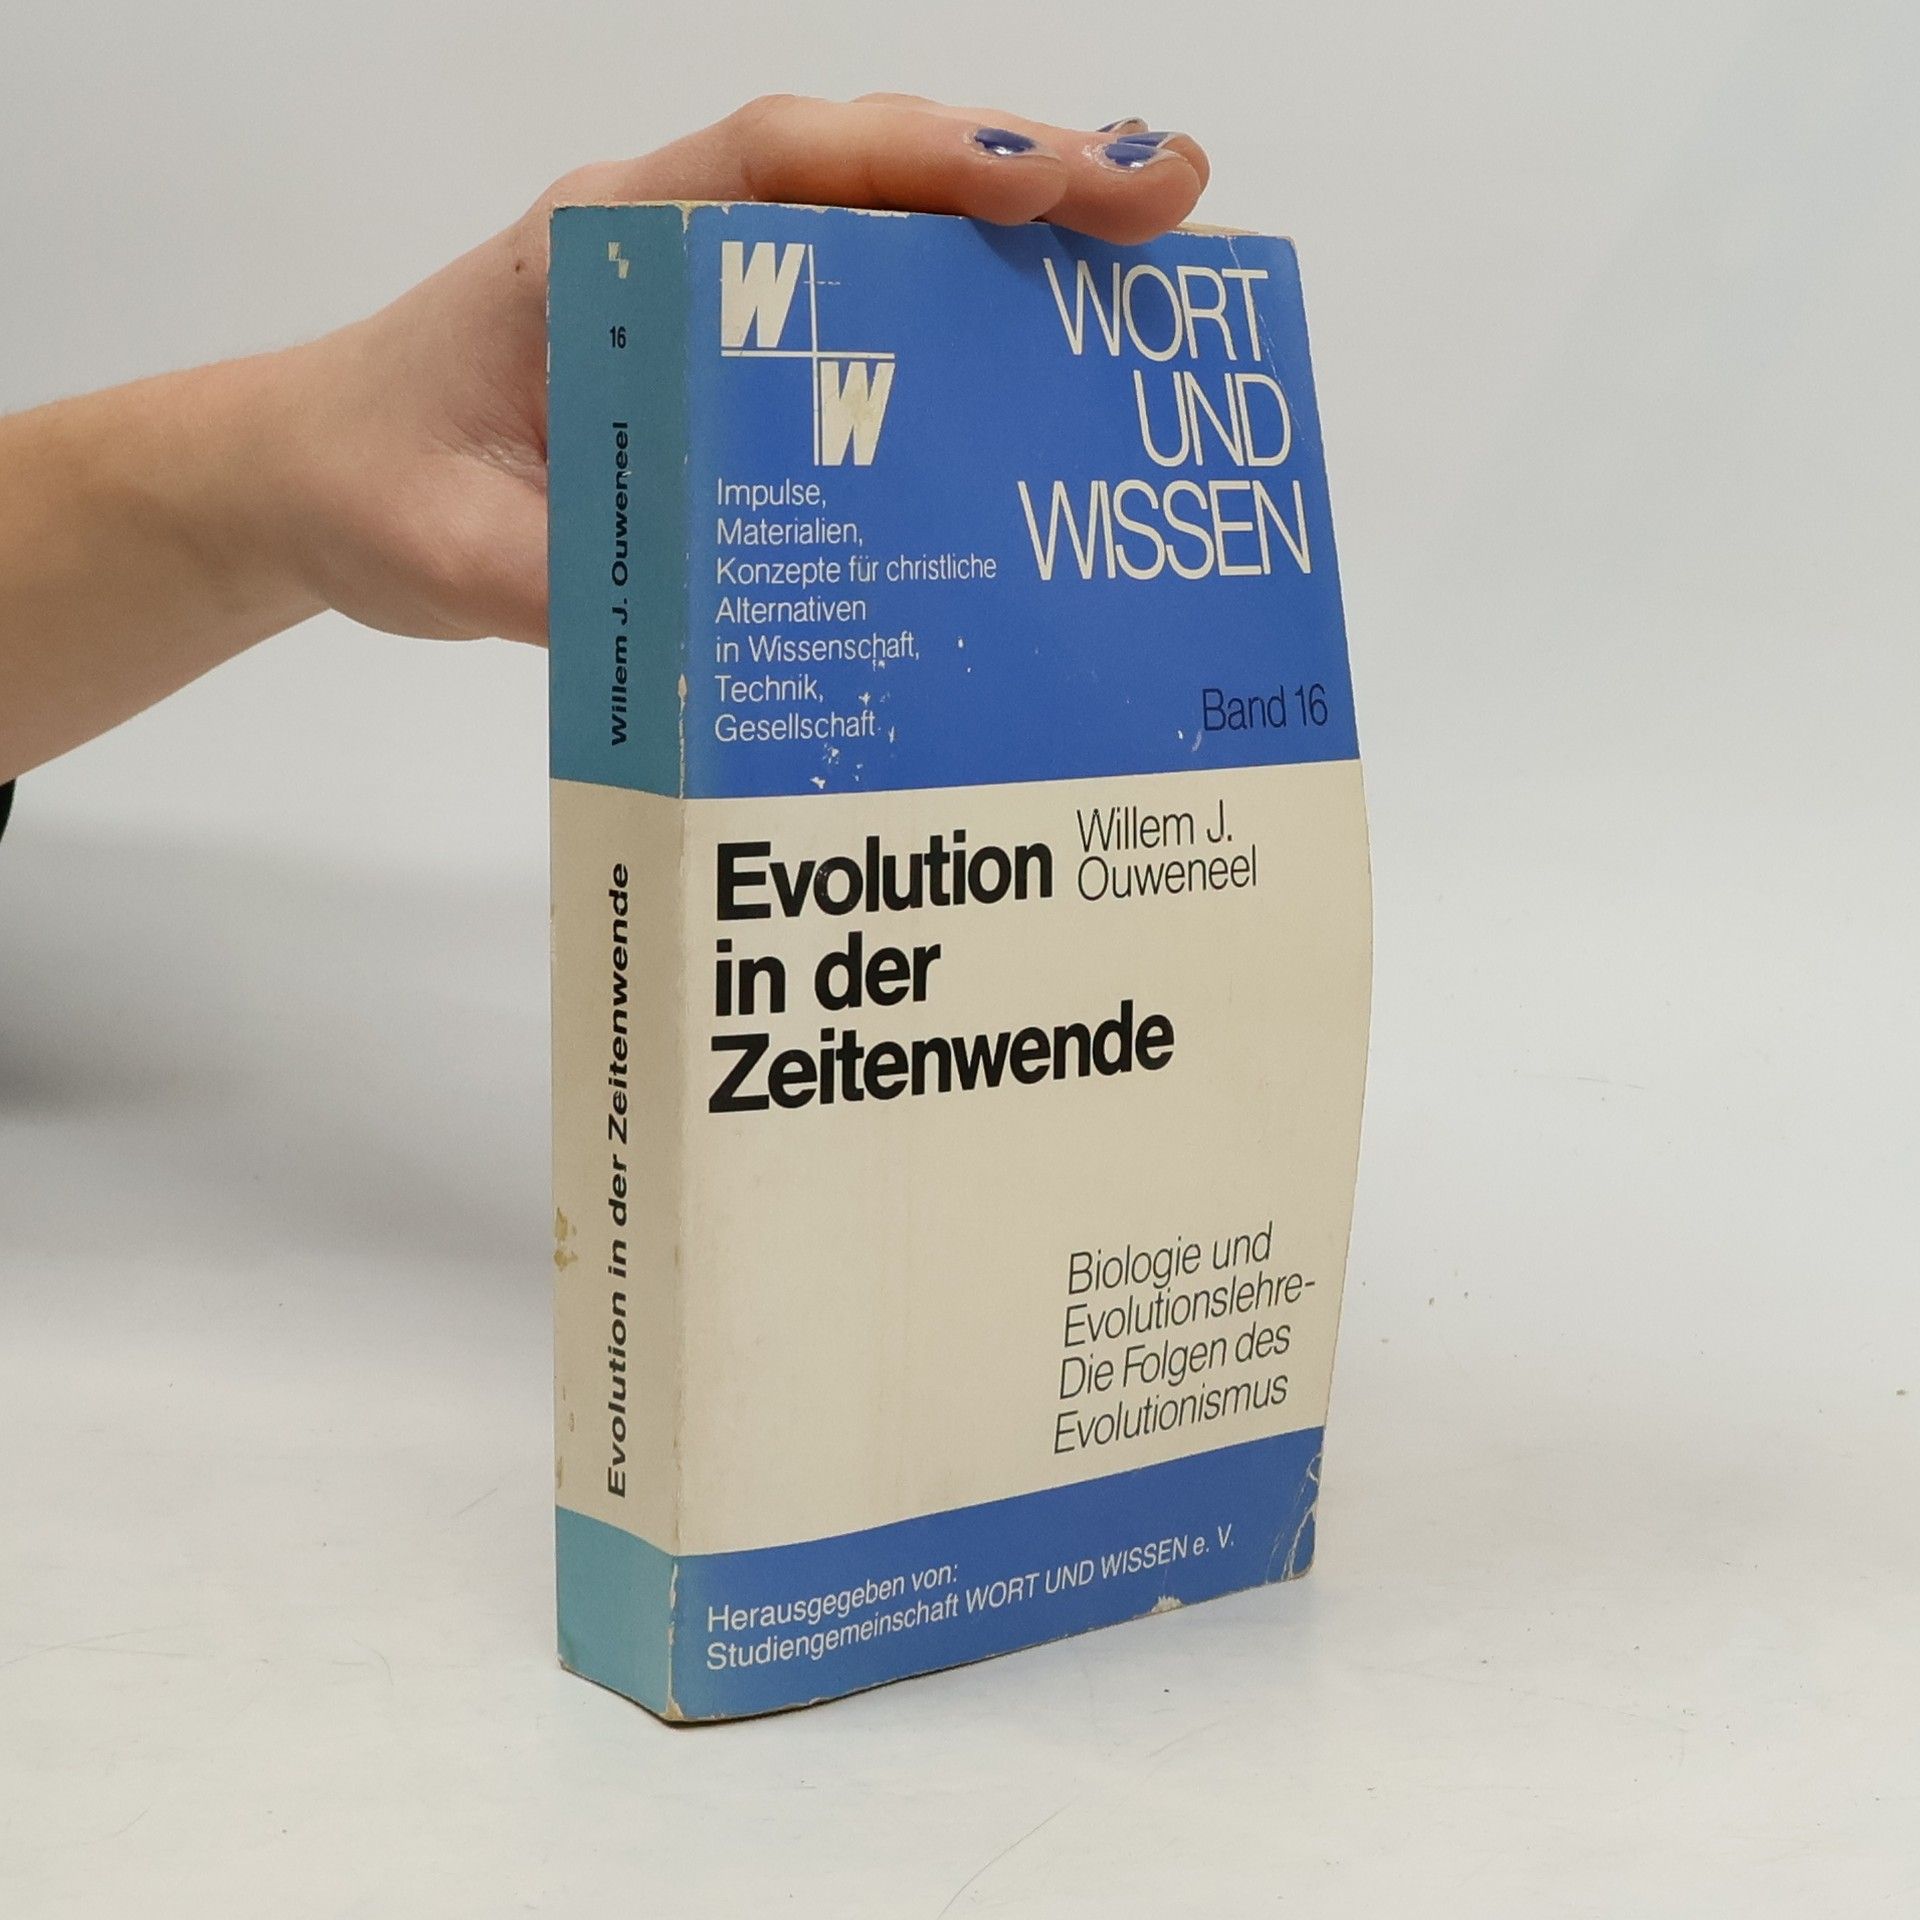 16
Willem J. Ouweneel
Evolution in der Zeitenwende
W
W
WORT
UND
WISSEN
Impulse,
Materialien,
Konzepte für christliche
Alternativen
in Wissenschaft,
Technik,
Gesellschaft
Band 16
Evolution
in der
Zeitenwende
Willem J.
Ouweneel
Biologie und
Evolutionslehre-
Die Folgen des
Evolutionismus
Herausgegeben von:
Studiengemeinschaft WORT UND WISSEN e. V.